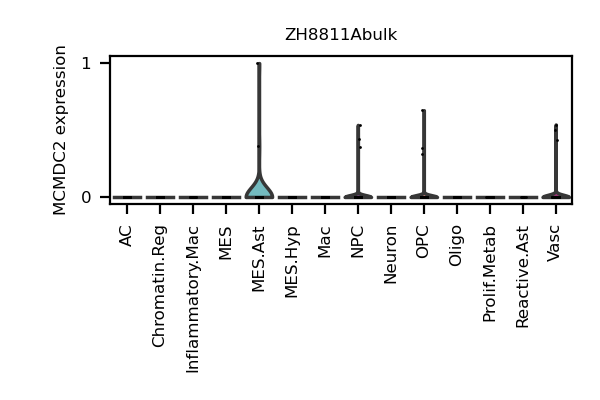 ZH8811Abulk
MCMDC2 expression
1
0
AC
Chromatin.Reg
Inflammatory.Mac
MES
MES.Ast
MES.Hyp
Mac
NPC
Neuron
OPC
Oligo
Prolif.Metab
Reactive.Ast
Vasc